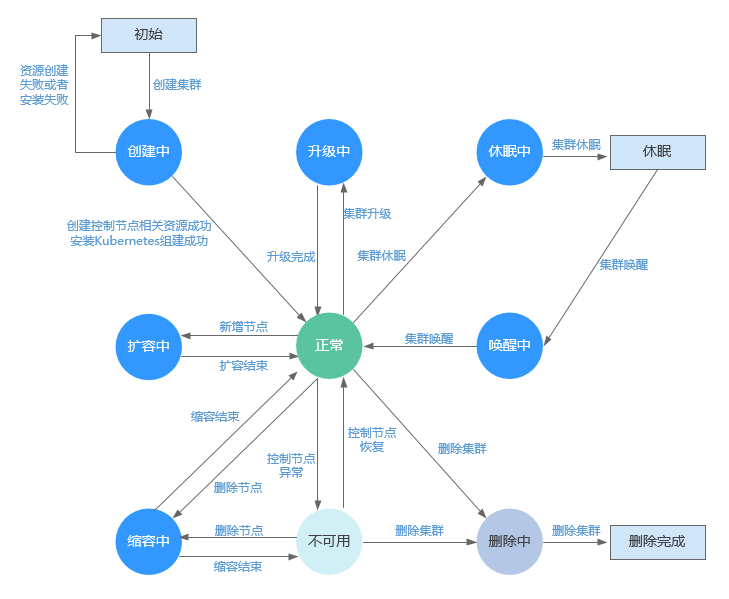 初始
资源创建
失败或者
安装失败
创建集群
创建中
升级中
休眠中
集群休眠
休眠
创建控制节点相关资源成功
安装Kubernetes组建成功
集群升级
升级完成
集群休眠
集群唤醒
扩容中
新增节点
扩容结束
正常
集群唤醒
唤醒中
缩容结束
控制节点
恢复
删除集群
控制节点
异常
删除节点
缩容中
删除节点
缩容结束
不可用
删除集群
删除中
删除集群
删除完成